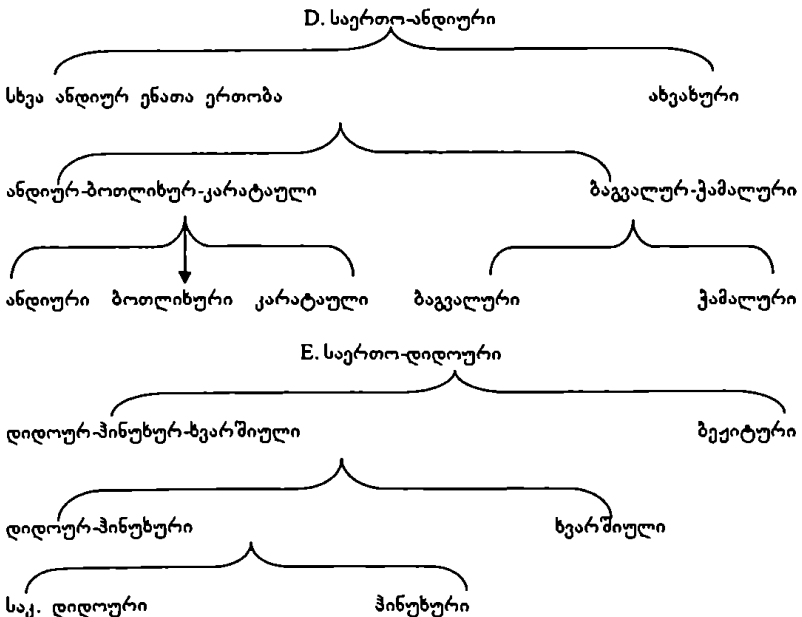 D. საერთო-ანდიური
სხვა ანდიურ ენათა ერთობა ახვახური
ანდიურ-ბოთლიხურ-კარატაული ბაგვალურ-ჭამალური
ანდიური ბოთლიხური კარატაული ბაგვალური ჭამალური
E. საერთო-დიდოური
დიდოურ-ჰინუხურ-ხვარშიული ბეჟიტური
დიდოურ-ჰინუხური ხვარშიული
საკ. დიდოური ჰინუხური